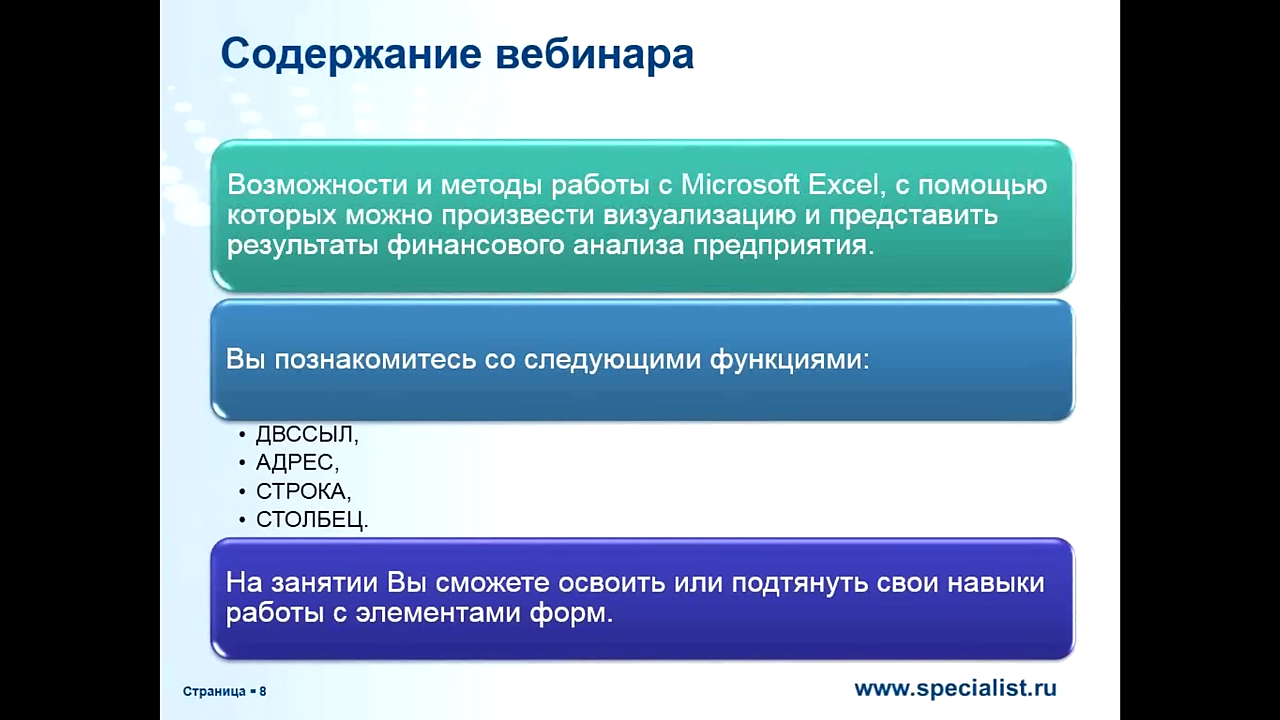 Содержание вебинара
Возможности и методы работы с Microsoft Excel, с помощью
которых можно произвести визуализацию и представить
результаты финансового анализа предприятия.
Вы познакомитесь со следующими функциями:
• ДВССЫЛ,
• АДРЕС,
• СТРОКА,
• СТОЛБЕЦ.
На занятии Вы сможете освоить или подтянуть свои навыки
работы с элементами форм.
Страница ▪ 8
www.specialist.ru